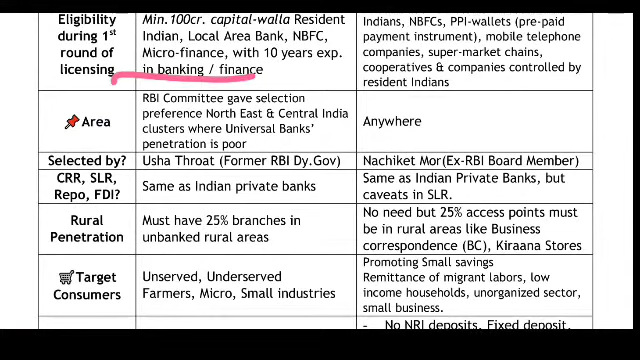 Eligibility
during 1st
round of
licensing
Min.100cr. capital-walla Resident
Indian, Local Area Bank, NBFC,
Micro-finance, with 10 years exp.
in banking / finance
Indians, NBFCs, PPI-wallets (pre-paid
payment instrument), mobile telephone
companies, super-market chains,
cooperatives & companies controlled by
resident Indians
Area
RBI Committee gave selection
preference North East & Central India
clusters where Universal Banks’
penetration is poor
Anywhere
Selected by?
Usha Throat (Former RBI Dy.Gov)
Nachiket Mor(Ex-RBI Board Member)
CRR, SLR,
Repo, FDI?
Same as Indian private banks
Same as Indian Private Banks, but
caveats in SLR.
Rural
Penetration
Must have 25% branches in
unbanked rural areas
No need but 25% access points must
be in rural areas like Business
correspondence (BC), Kiraana Stores
Target
Consumers
Unserved, Underserved
Farmers, Micro, Small industries
Promoting Small savings
Remittance of migrant labors, low
income households, unorganized sector,
small business.
- No NRI deposits, Fixed deposit,